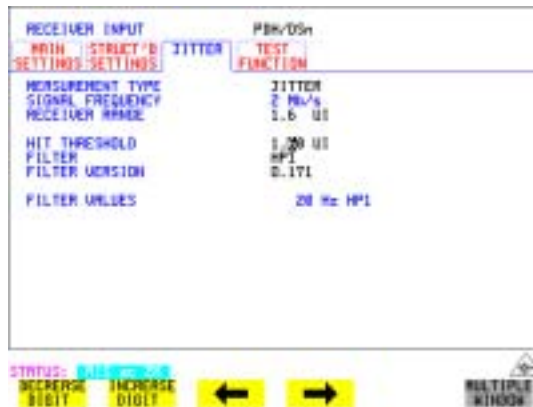 RECEIVER INPUT PDH/DSn
MAIN SETTINGS STRUCT'D SETTINGS JITTER TEST FUNCTION
MEASUREMENT TYPE JITTER
SIGNAL FREQUENCY 2 Mb/s
RECEIVER RANGE 1.6 UI
HIT THRESHOLD UI
FILTER HP1
FILTER VERSION O.171
FILTER VALUES 20 Hz HP1
STATUS:
DECREASE DIGIT INCREASE DIGIT MULTIPLE WINDOW